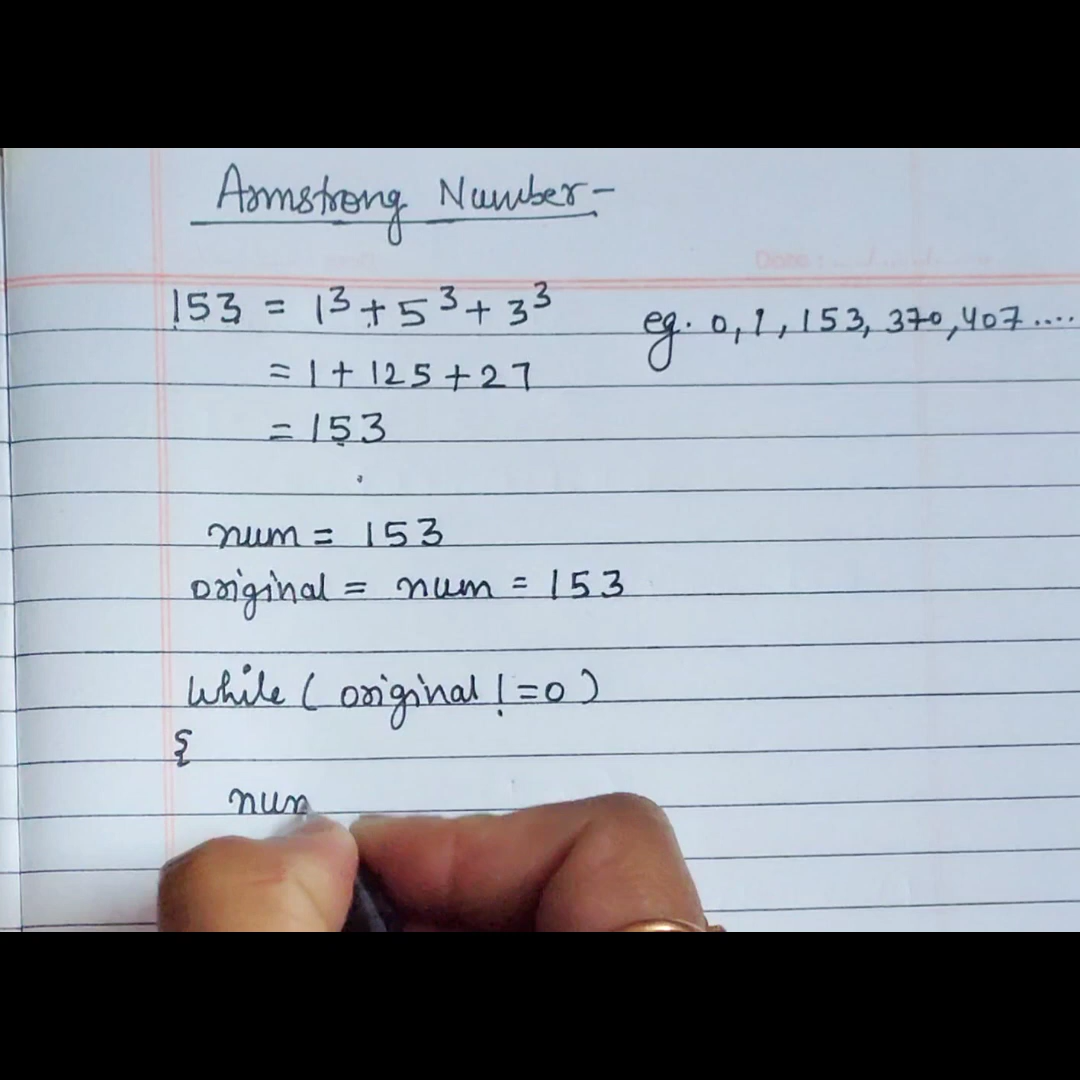 Armstrong Number-
153 = 1³ + 5³ + 3³
eg. 0, 1, 153, 370, 407 ....
= 1 + 125 + 27
= 153
num = 153
original = num = 153
while ( original != 0 )
{
num